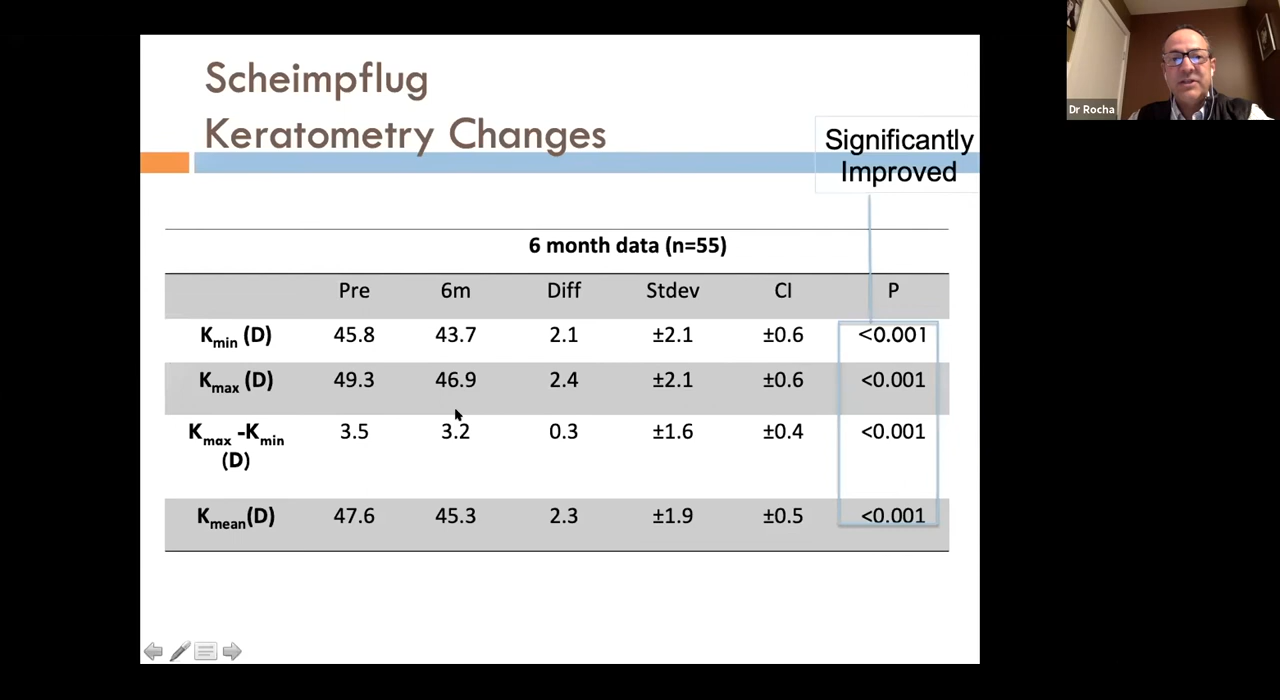 Scheimpflug
Keratometry Changes
Significantly
Improved
Dr Rocha
6 month data (n=55)
Pre 6m Diff Stdev CI P
Kmin (D) 45.8 43.7 2.1 ±2.1 ±0.6 <0.001
Kmax (D) 49.3 46.9 2.4 ±2.1 ±0.6 <0.001
Kmax -Kmin 3.5 3.2 0.3 ±1.6 ±0.4 <0.001
(D)
Kmean(D) 47.6 45.3 2.3 ±1.9 ±0.5 <0.001